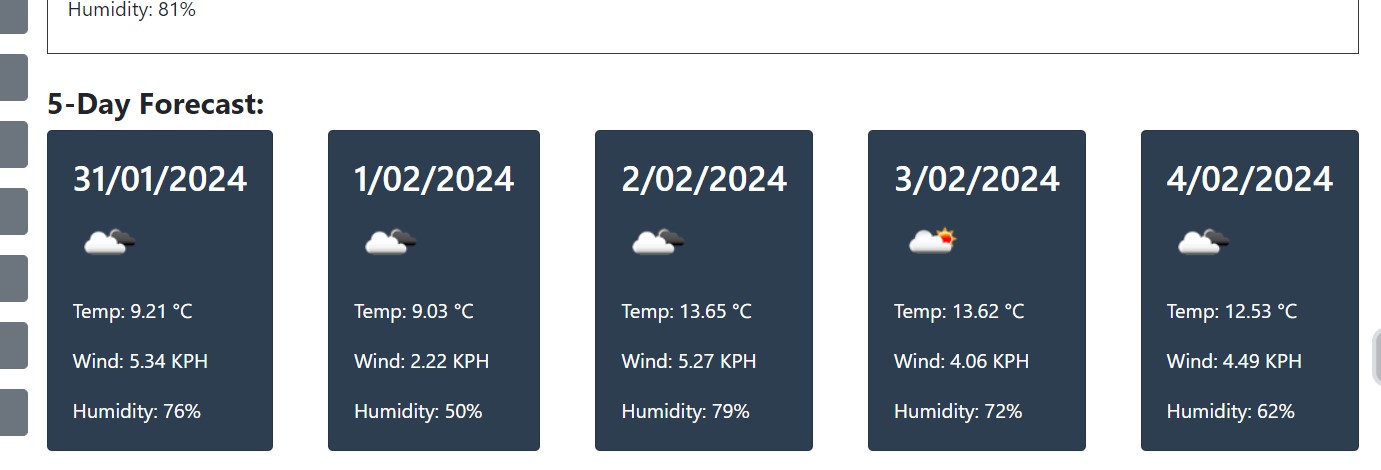 Humidity: 81%
5-Day Forecast:
31/01/2024
Temp: 9.21 °C
Wind: 5.34 KPH
Humidity: 76%
1/02/2024
Temp: 9.03 °C
Wind: 2.22 KPH
Humidity: 50%
2/02/2024
Temp: 13.65 °C
Wind: 5.27 KPH
Humidity: 79%
3/02/2024
Temp: 13.62 °C
Wind: 4.06 KPH
Humidity: 72%
4/02/2024
Temp: 12.53 °C
Wind: 4.49 KPH
Humidity: 62%